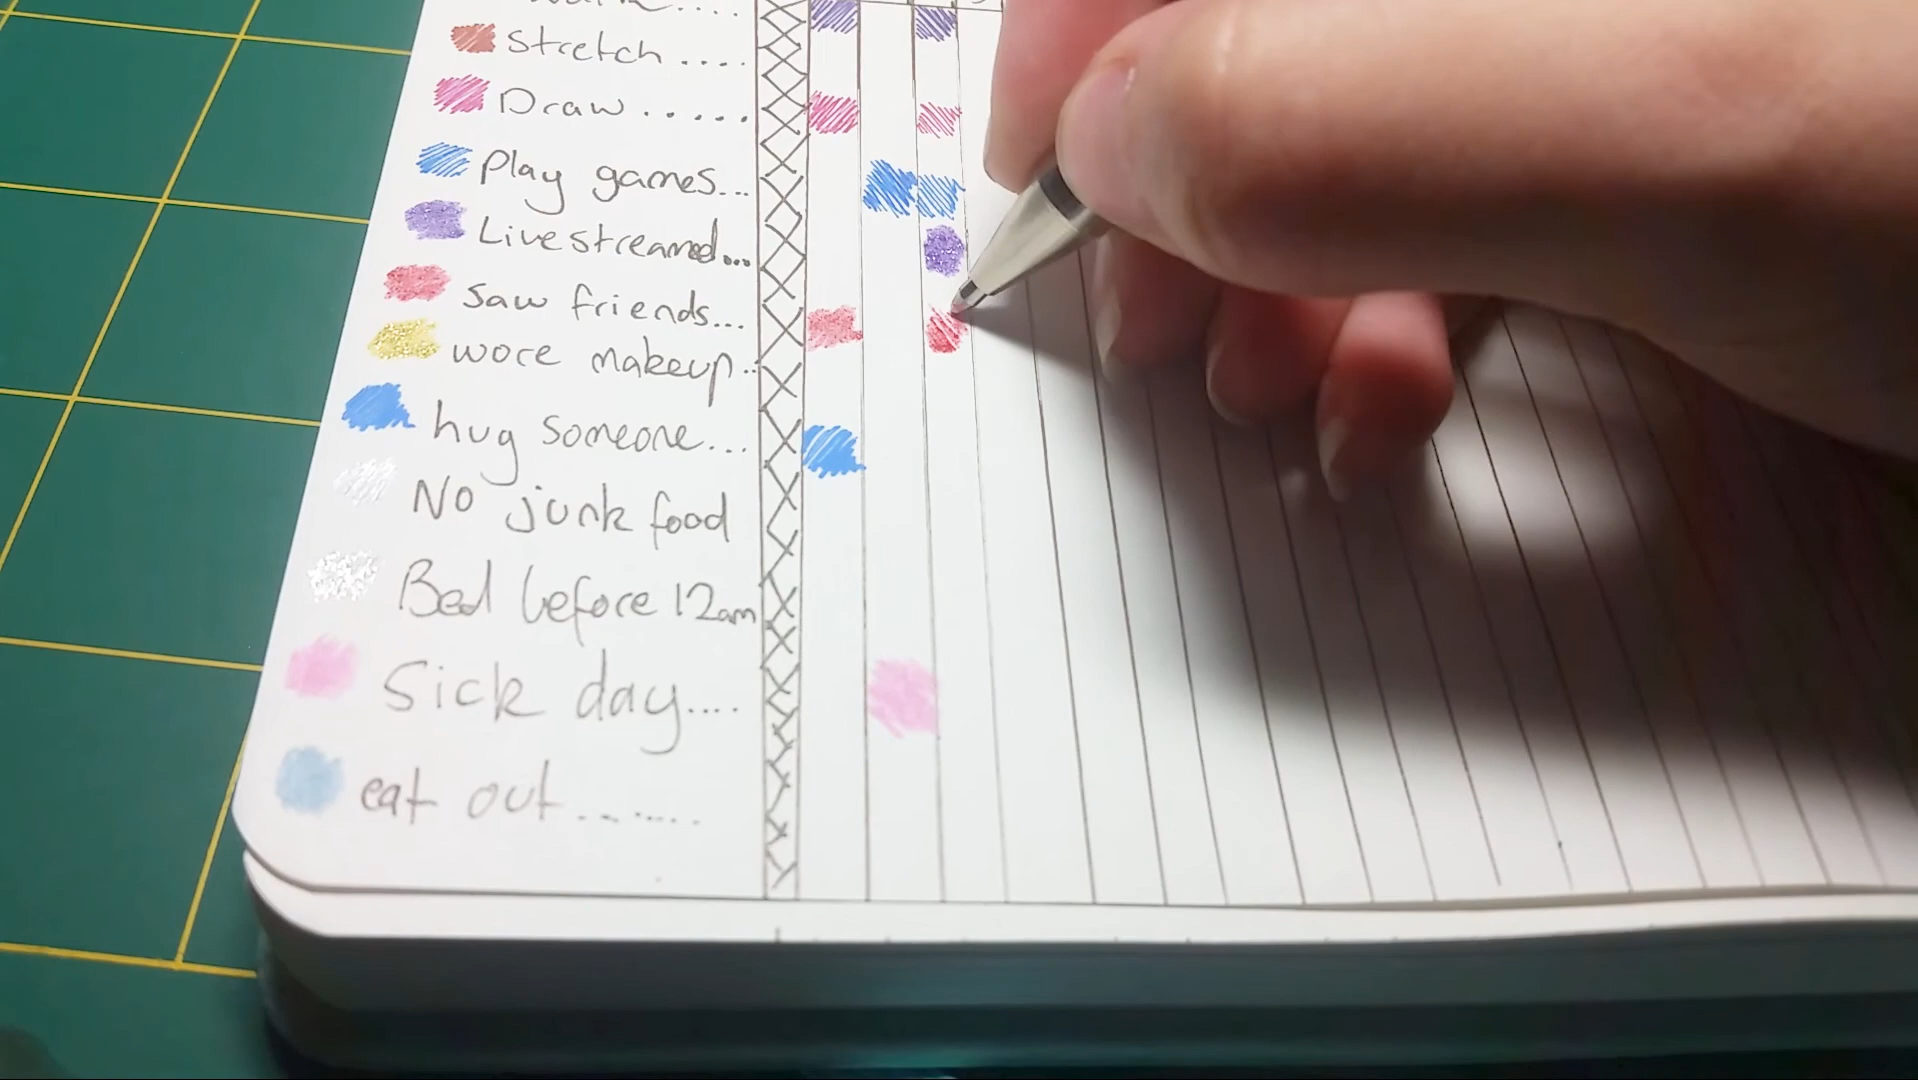 Stretch ....
Draw ......
Play games...
Livestreamed...
Saw friends...
wore makeup..
hug someone...
No junk food
Bed before 12am
Sick day....
eat out.......